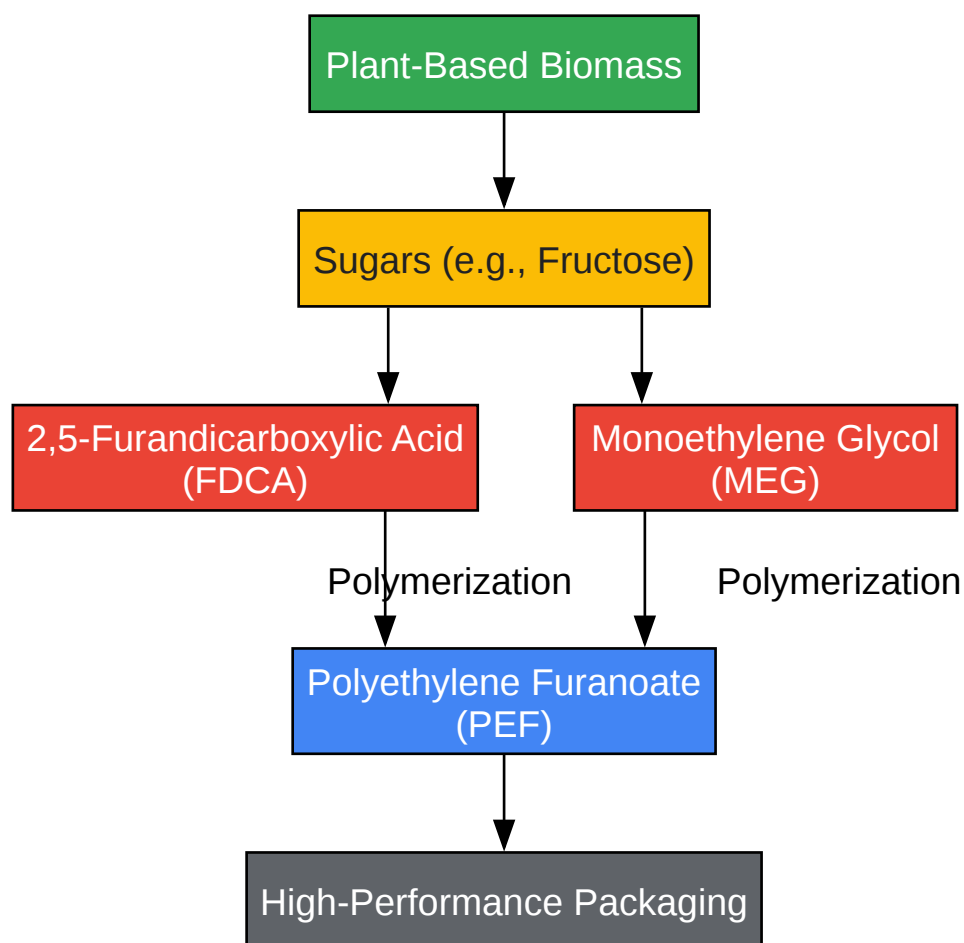 Plant-Based Biomass
Sugars (e.g., Fructose)
2,5-Furandicarboxylic Acid
(FDCA)
Monoethylene Glycol
(MEG)
Polymerization
Polymerization
Polyethylene Furanoate
(PEF)
High-Performance Packaging